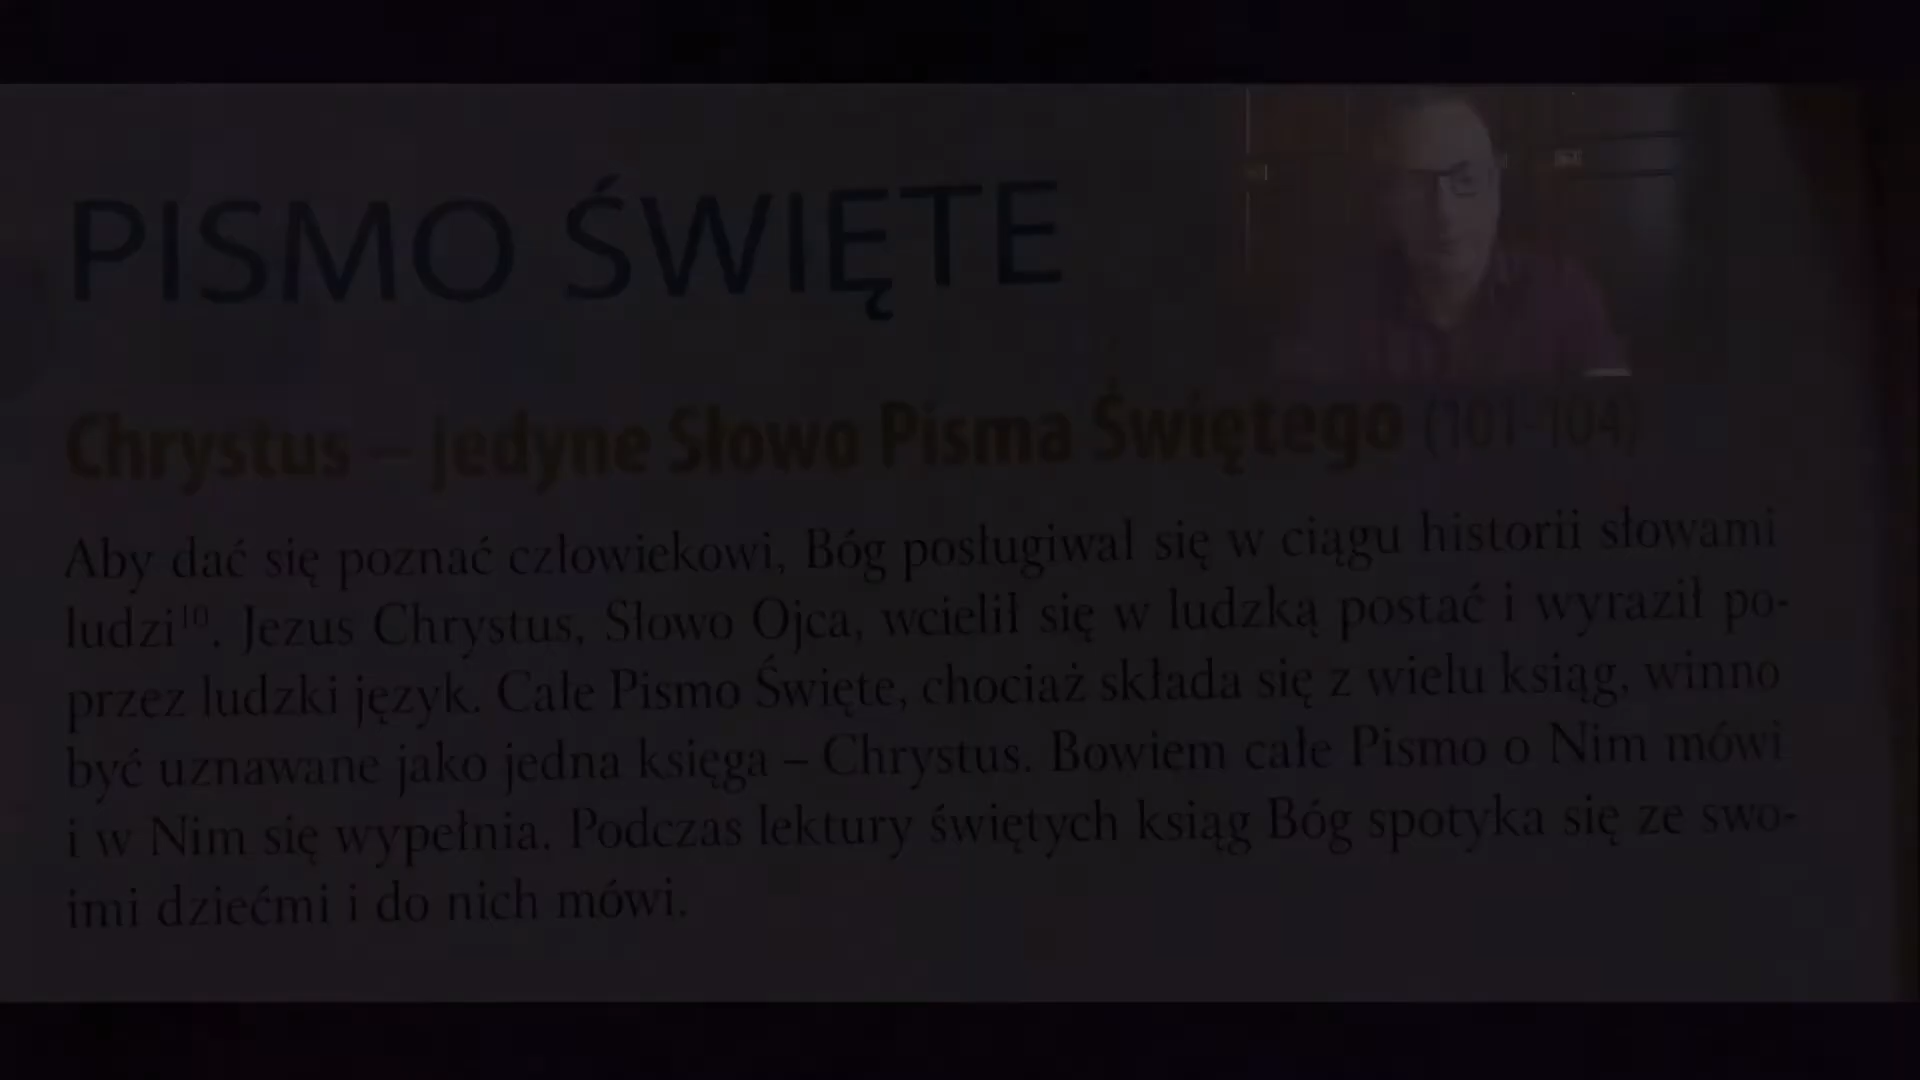 PISMO ŚWIĘTE
Chrystus – jedyne Słowo Pisma Świętego (101-104)
Aby dać się poznać człowiekowi, Bóg posługiwał się w ciągu historii słowami
ludzi¹⁰. Jezus Chrystus, Słowo Ojca, wcielił się w ludzką postać i wyraził po-
przez ludzki język. Całe Pismo Święte, chociaż składa się z wielu ksiąg, winno
być uznawane jako jedna księga – Chrystus. Bowiem całe Pismo o Nim mówi
i w Nim się wypełnia. Podczas lektury świętych ksiąg Bóg spotyka się ze swo-
imi dziećmi i do nich mówi.